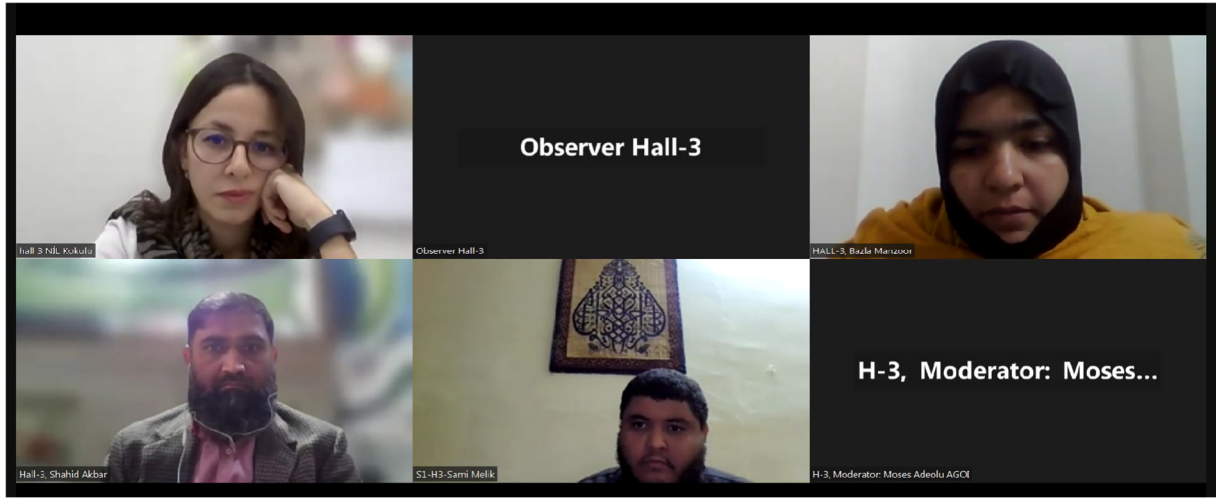 hall 3 NİL Kokulu
Observer Hall-3
Observer Hall-3
HALL-3, Bazla Manzoor
Hall-3, Shahid Akbar
S1-H3-Sami Melik
H-3, Moderator: Moses...
H-3, Moderator: Moses Adeolu AGOI